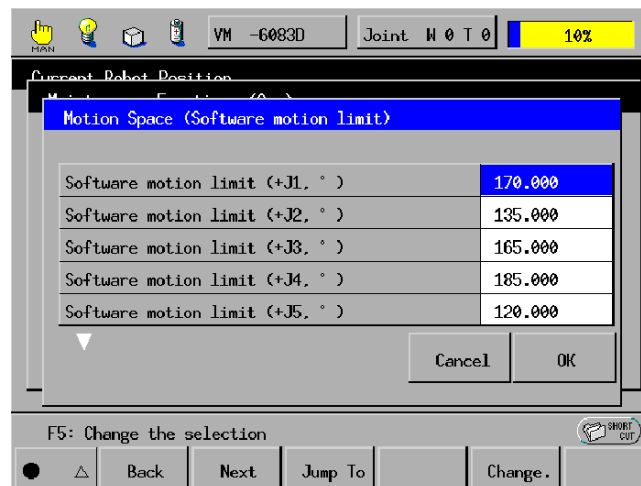 MAN
VM -6083D
Joint W 0 T 0
10%
Current Robot Position
Motion Space (Software motion limit)
Software motion limit (+J1, ° ) 170.000
Software motion limit (+J2, ° ) 135.000
Software motion limit (+J3, ° ) 165.000
Software motion limit (+J4, ° ) 185.000
Software motion limit (+J5, ° ) 120.000
Cancel
OK
F5: Change the selection
SHORT
CUT
Back
Next
Jump To
Change.